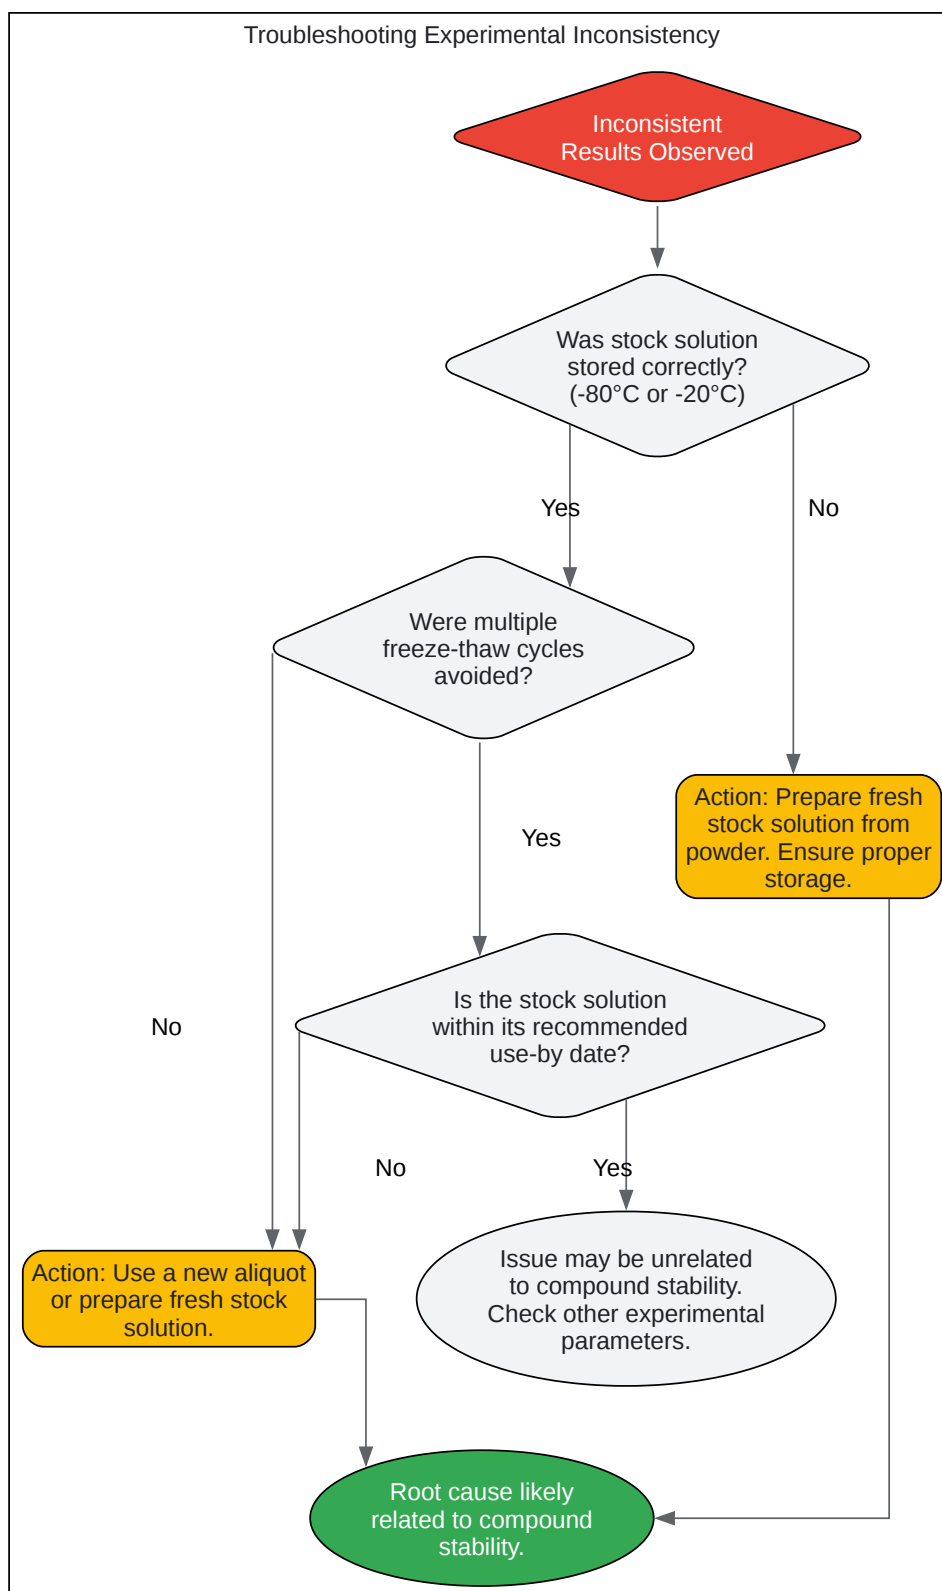 Troubleshooting Experimental Inconsistency
Inconsistent
Results Observed
Was stock solution
stored correctly?
(-80°C or -20°C)
Yes
No
Were multiple
freeze-thaw cycles
avoided?
Action: Prepare fresh
stock solution from
powder. Ensure proper
storage.
Yes
Is the stock solution
within its recommended
use-by date?
No
No
Yes
Action: Use a new aliquot
or prepare fresh stock
solution.
Issue may be unrelated
to compound stability.
Check other experimental
parameters.
Root cause likely
related to compound
stability.